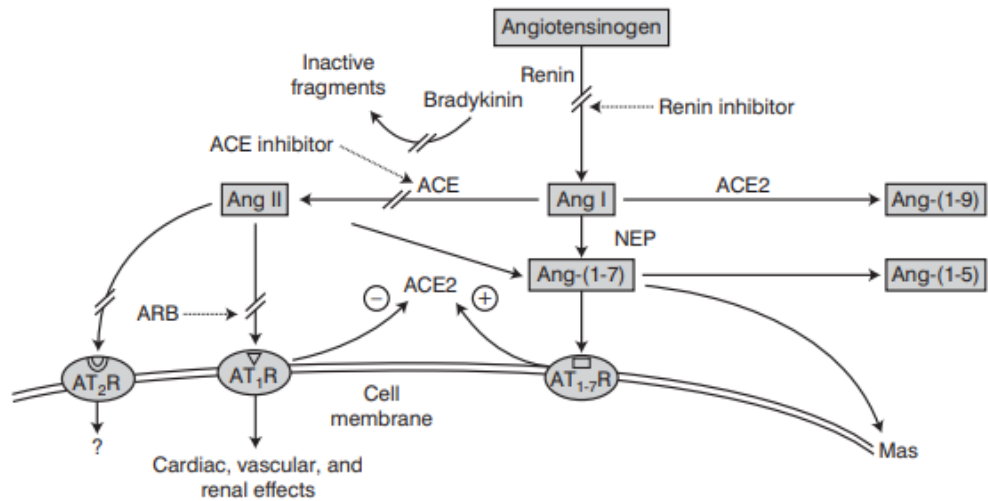 Angiotensinogen
Inactive
fragments
Renin
Bradykinin
Renin inhibitor
ACE inhibitor
Ang II
ACE
Ang I
ACE2
Ang-(1-9)
NEP
Ang-(1-7)
Ang-(1-5)
ARB
−
ACE2
+
AT₂R
AT₁R
AT₁₋₇R
Cell
membrane
?
Mas
Cardiac, vascular, and
renal effects